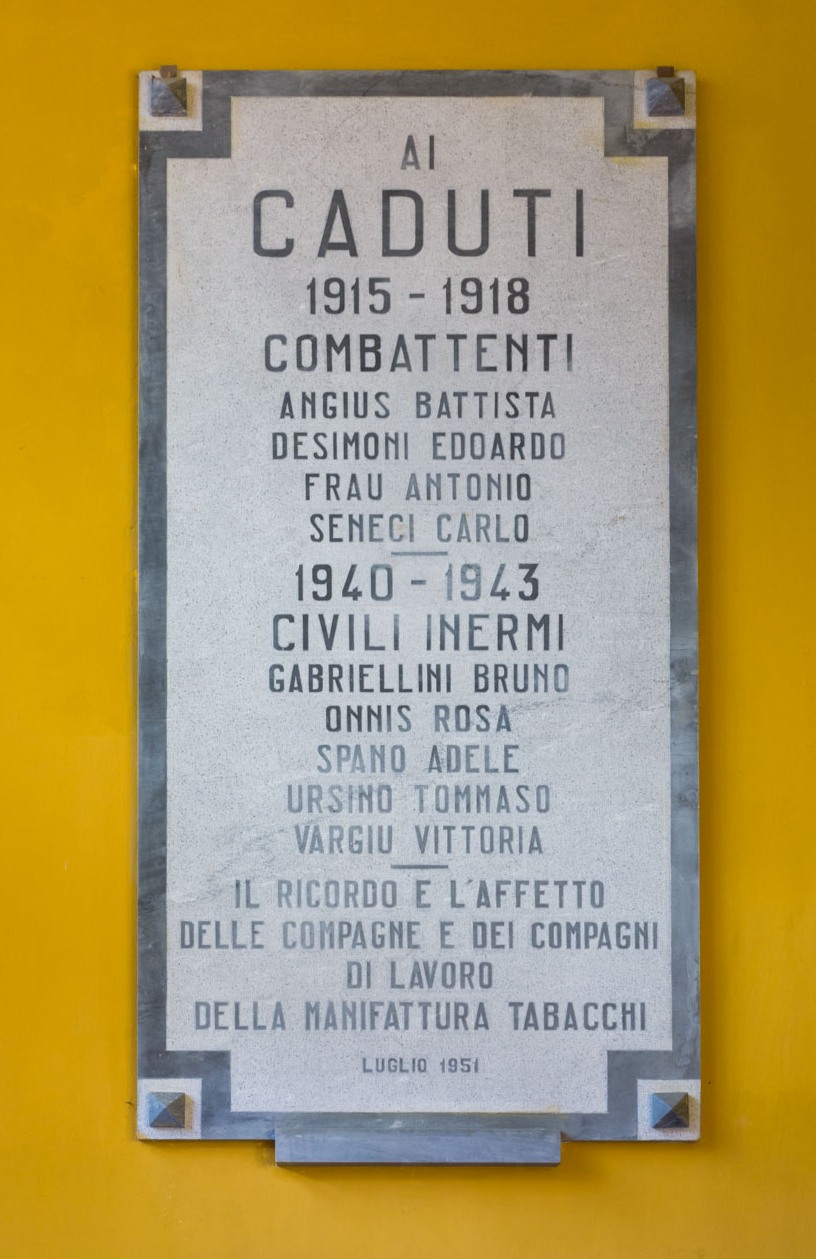 AI
CADUTI
1915 - 1918
COMBATTENTI
ANGIUS BATTISTA
DESIMONI EDOARDO
FRAU ANTONIO
SENECI CARLO
1940 - 1943
CIVILI INERMI
GABRIELLINI BRUNO
ONNIS ROSA
SPANO ADELE
URSINO TOMMASO
VARGIU VITTORIA
IL RICORDO E L'AFFETTO
DELLE COMPAGNE E DEI COMPAGNI
DI LAVORO
DELLA MANIFATTURA TABACCHI
LUGLIO 1951